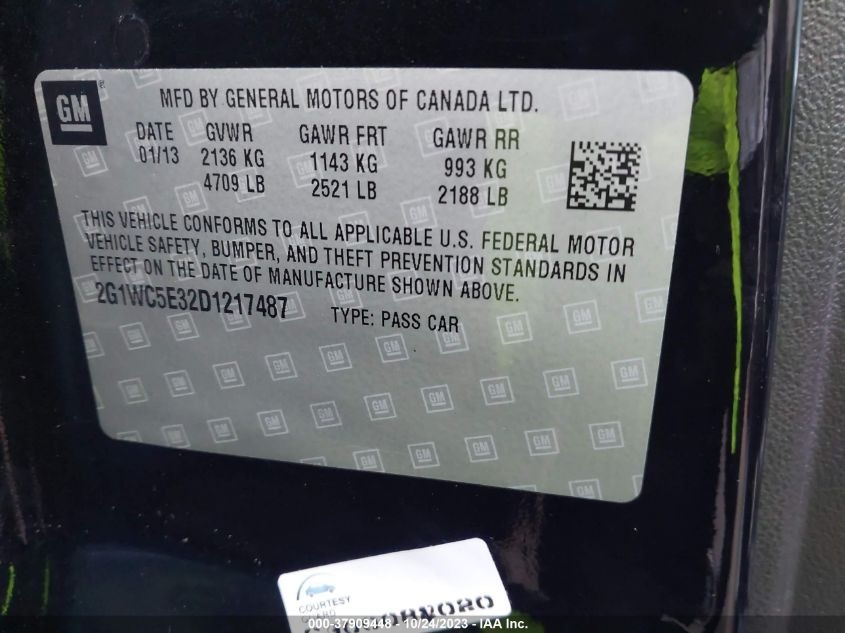 GM
MFD BY GENERAL MOTORS OF CANADA LTD.
DATE GVWR GAWR FRT GAWR RR
01/13 2136 KG 1143 KG 993 KG
4709 LB 2521 LB 2188 LB
THIS VEHICLE CONFORMS TO ALL APPLICABLE U.S. FEDERAL MOTOR
VEHICLE SAFETY, BUMPER, AND THEFT PREVENTION STANDARDS IN
EFFECT ON THE DATE OF MANUFACTURE SHOWN ABOVE.
2G1WC5E32D1217487 TYPE: PASS CAR
COURTESY
000-37909448 - 10/24/2023 - IAA Inc.